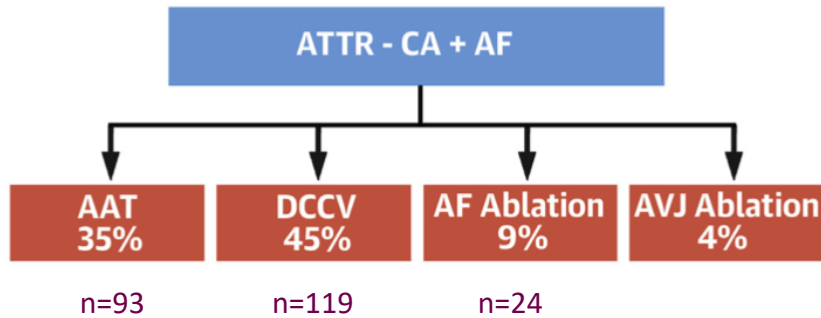 ATTR - CA + AF
AAT
35%
DCCV
45%
AF Ablation
9%
AVJ Ablation
4%
n=93
n=119
n=24